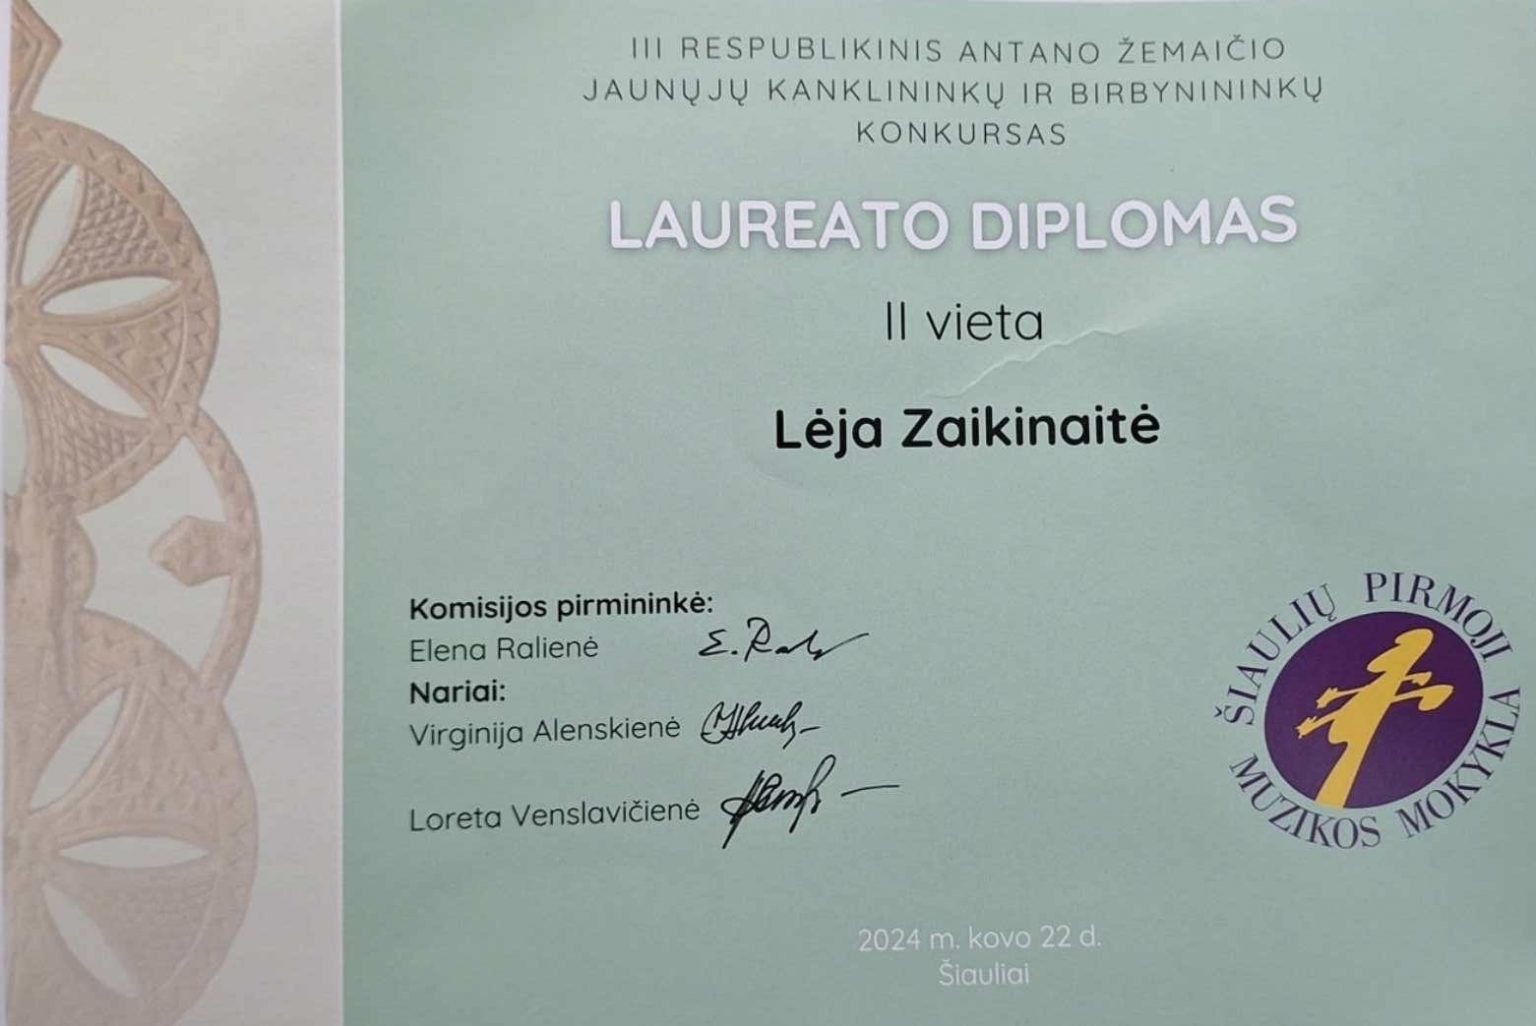 III RESPUBLIKINIS ANTANO ŽEMAIČIO
JAUNŲJŲ KANKLININKŲ IR BIRBYNININKŲ
KONKURSAS
LAUREATO DIPLOMAS
II vieta
Lėja Zaikinaitė
Komisijos pirmininkė:
Elena Ralienė
Nariai:
Virginija Alenskienė
Loreta Venslavičienė
ŠIAULIŲ PIRMOJI
MUZIKOS MOKYKLA
2024 m. kovo 22 d.
Šiauliai